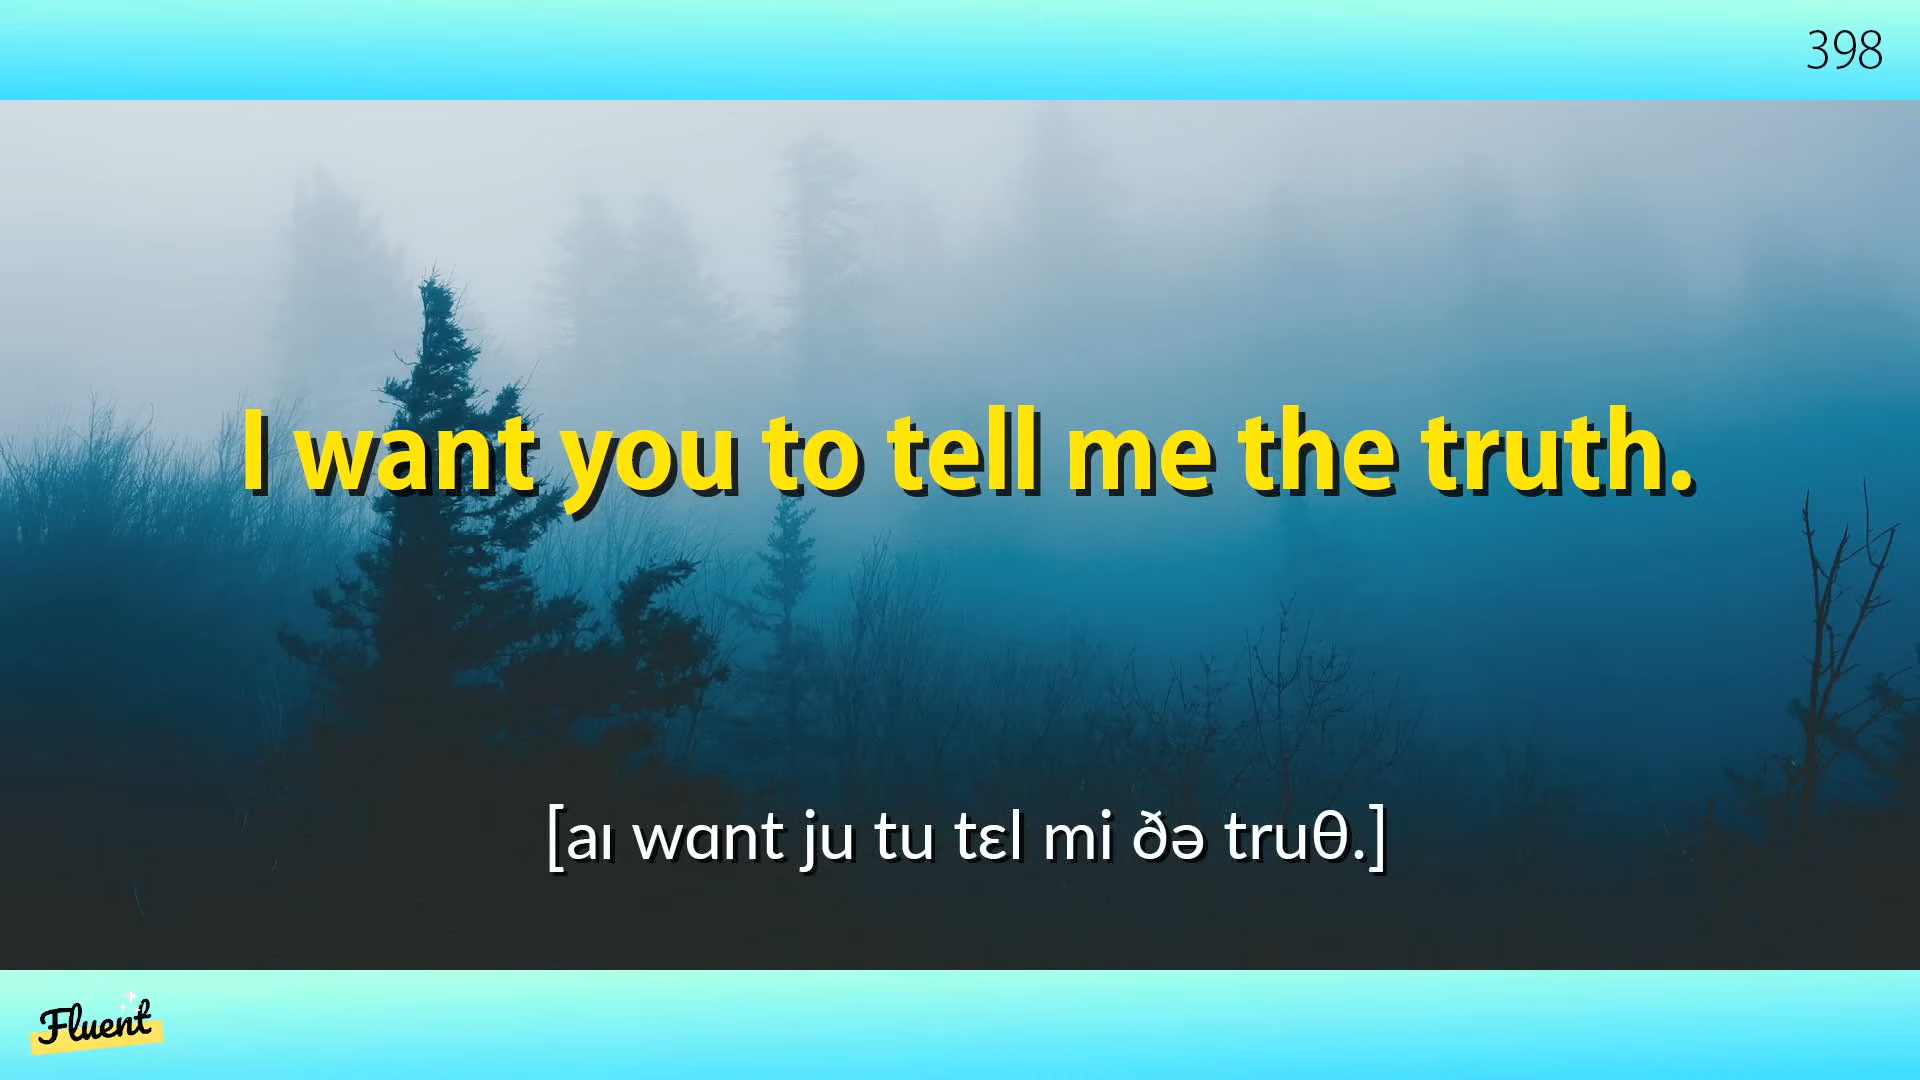 398
I want you to tell me the truth.
[aɪ wɑnt ju tu tɛl mi ðə truθ.]
Fluent